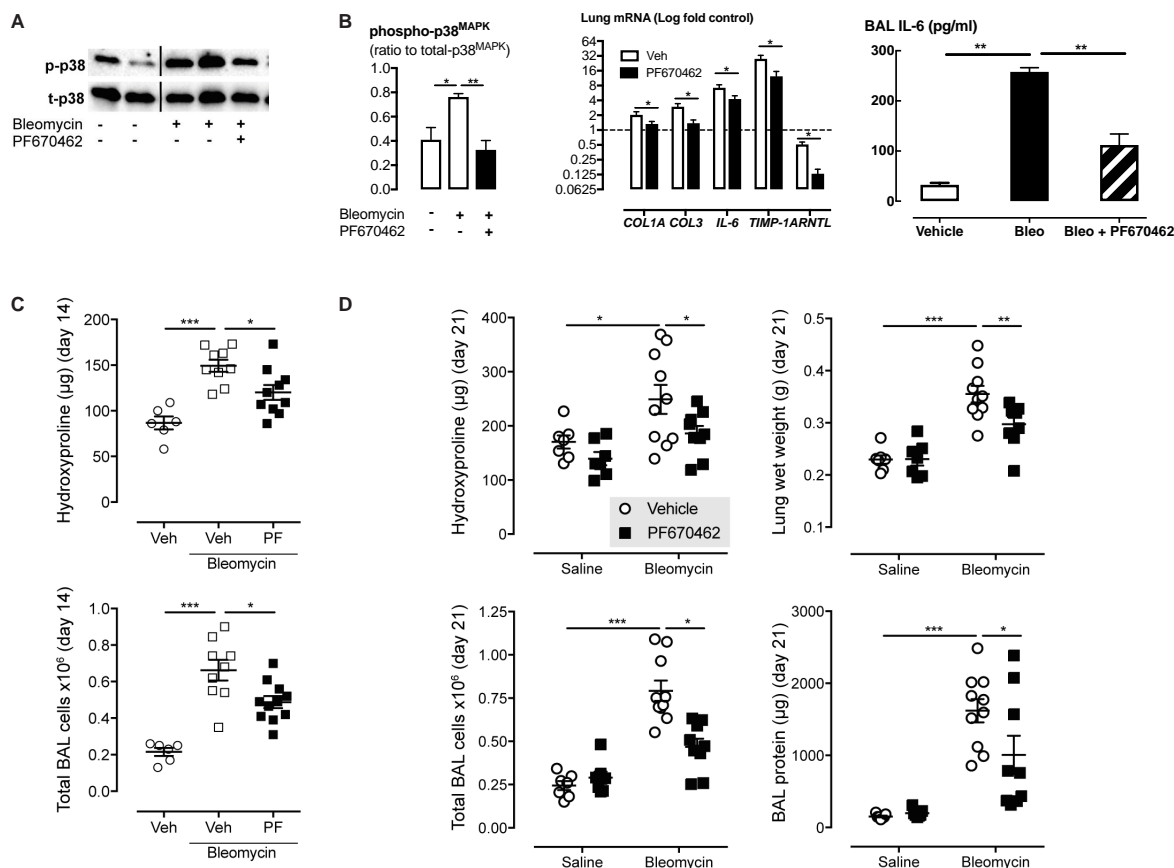 A
p-p38
t-p38
Bleomycin - - + + +
PF670462 - - +
B
phospho-p38MAPK
(ratio to total-p38MAPK)
1.0
0.8
0.6
0.4
0.2
0.0
* **
Bleomycin - + +
PF670462 - - +
Lung mRNA (Log fold control)
64
32
16
8
4
2
1
0.5
0.25
0.125
0.0625
Veh
PF670462
* * * * *
COL1A COL3 IL-6 TIMP-1 ARNTL
BAL IL-6 (pg/ml)
300
200
100
0
** **
Vehicle Bleo Bleo + PF670462
C
Hydroxyproline (µg) (day 14)
200
150
100
50
0
*** *
Veh Veh PF
Bleomycin
Total BAL cells x10⁶ (day 14)
1.0
0.8
0.6
0.4
0.2
0.0
*** *
Veh Veh PF
Bleomycin
D
Hydroxyproline (µg) (day 21)
400
300
200
100
0
* *
Vehicle
PF670462
Saline Bleomycin
Lung wet weight (g) (day 21)
0.5
0.4
0.3
0.2
0.1
*** **
Saline Bleomycin
Total BAL cells x10⁶ (day 21)
1.25
1.00
0.75
0.50
0.25
0.00
*** *
Saline Bleomycin
BAL protein (µg) (day 21)
3000
2000
1000
0
*** *
Saline Bleomycin